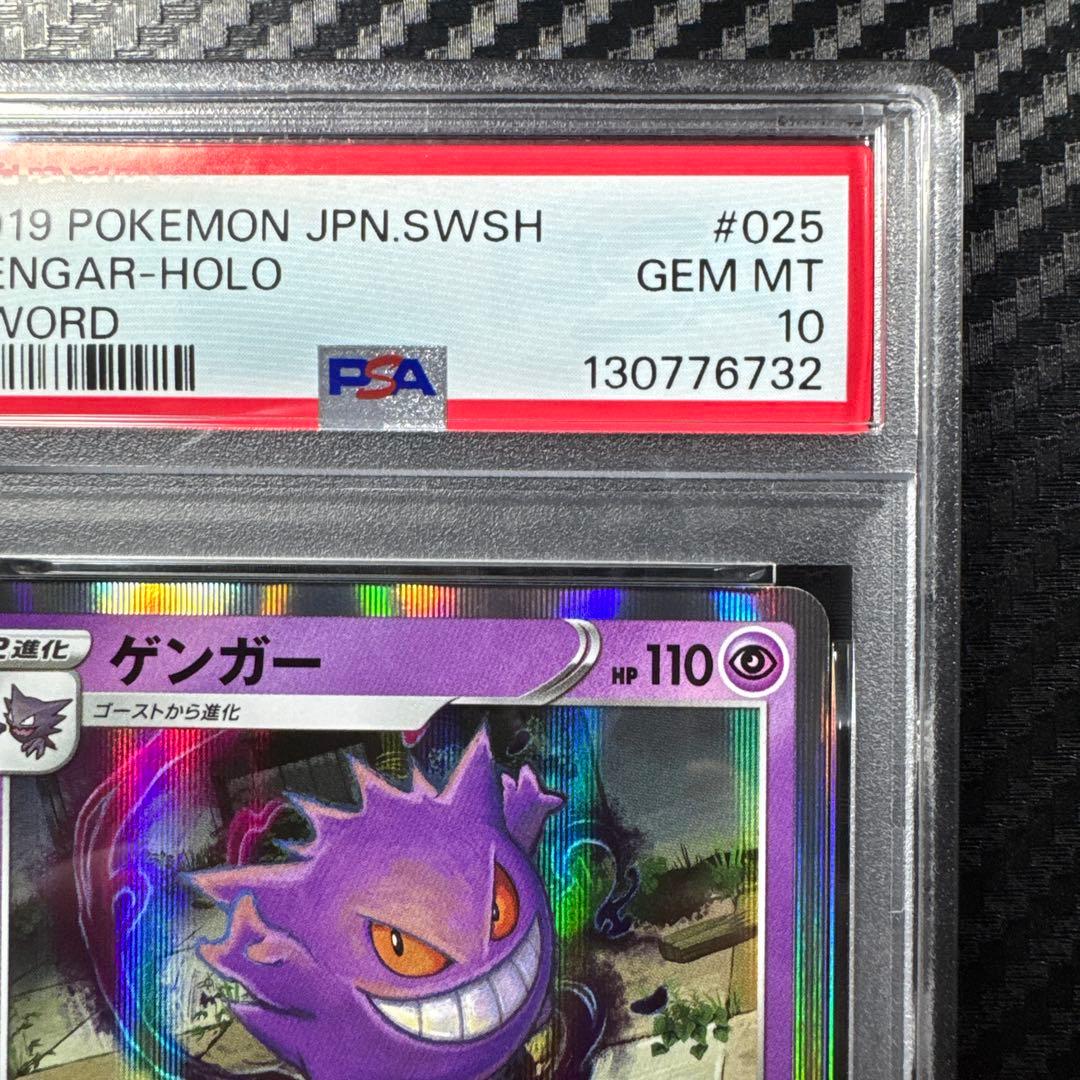 019 POKEMON JPN.SWSH #025
ENGAR-HOLO GEM MT
WORD 10
PSA 130776732
2進化 ゲンガー HP 110
ゴーストから進化